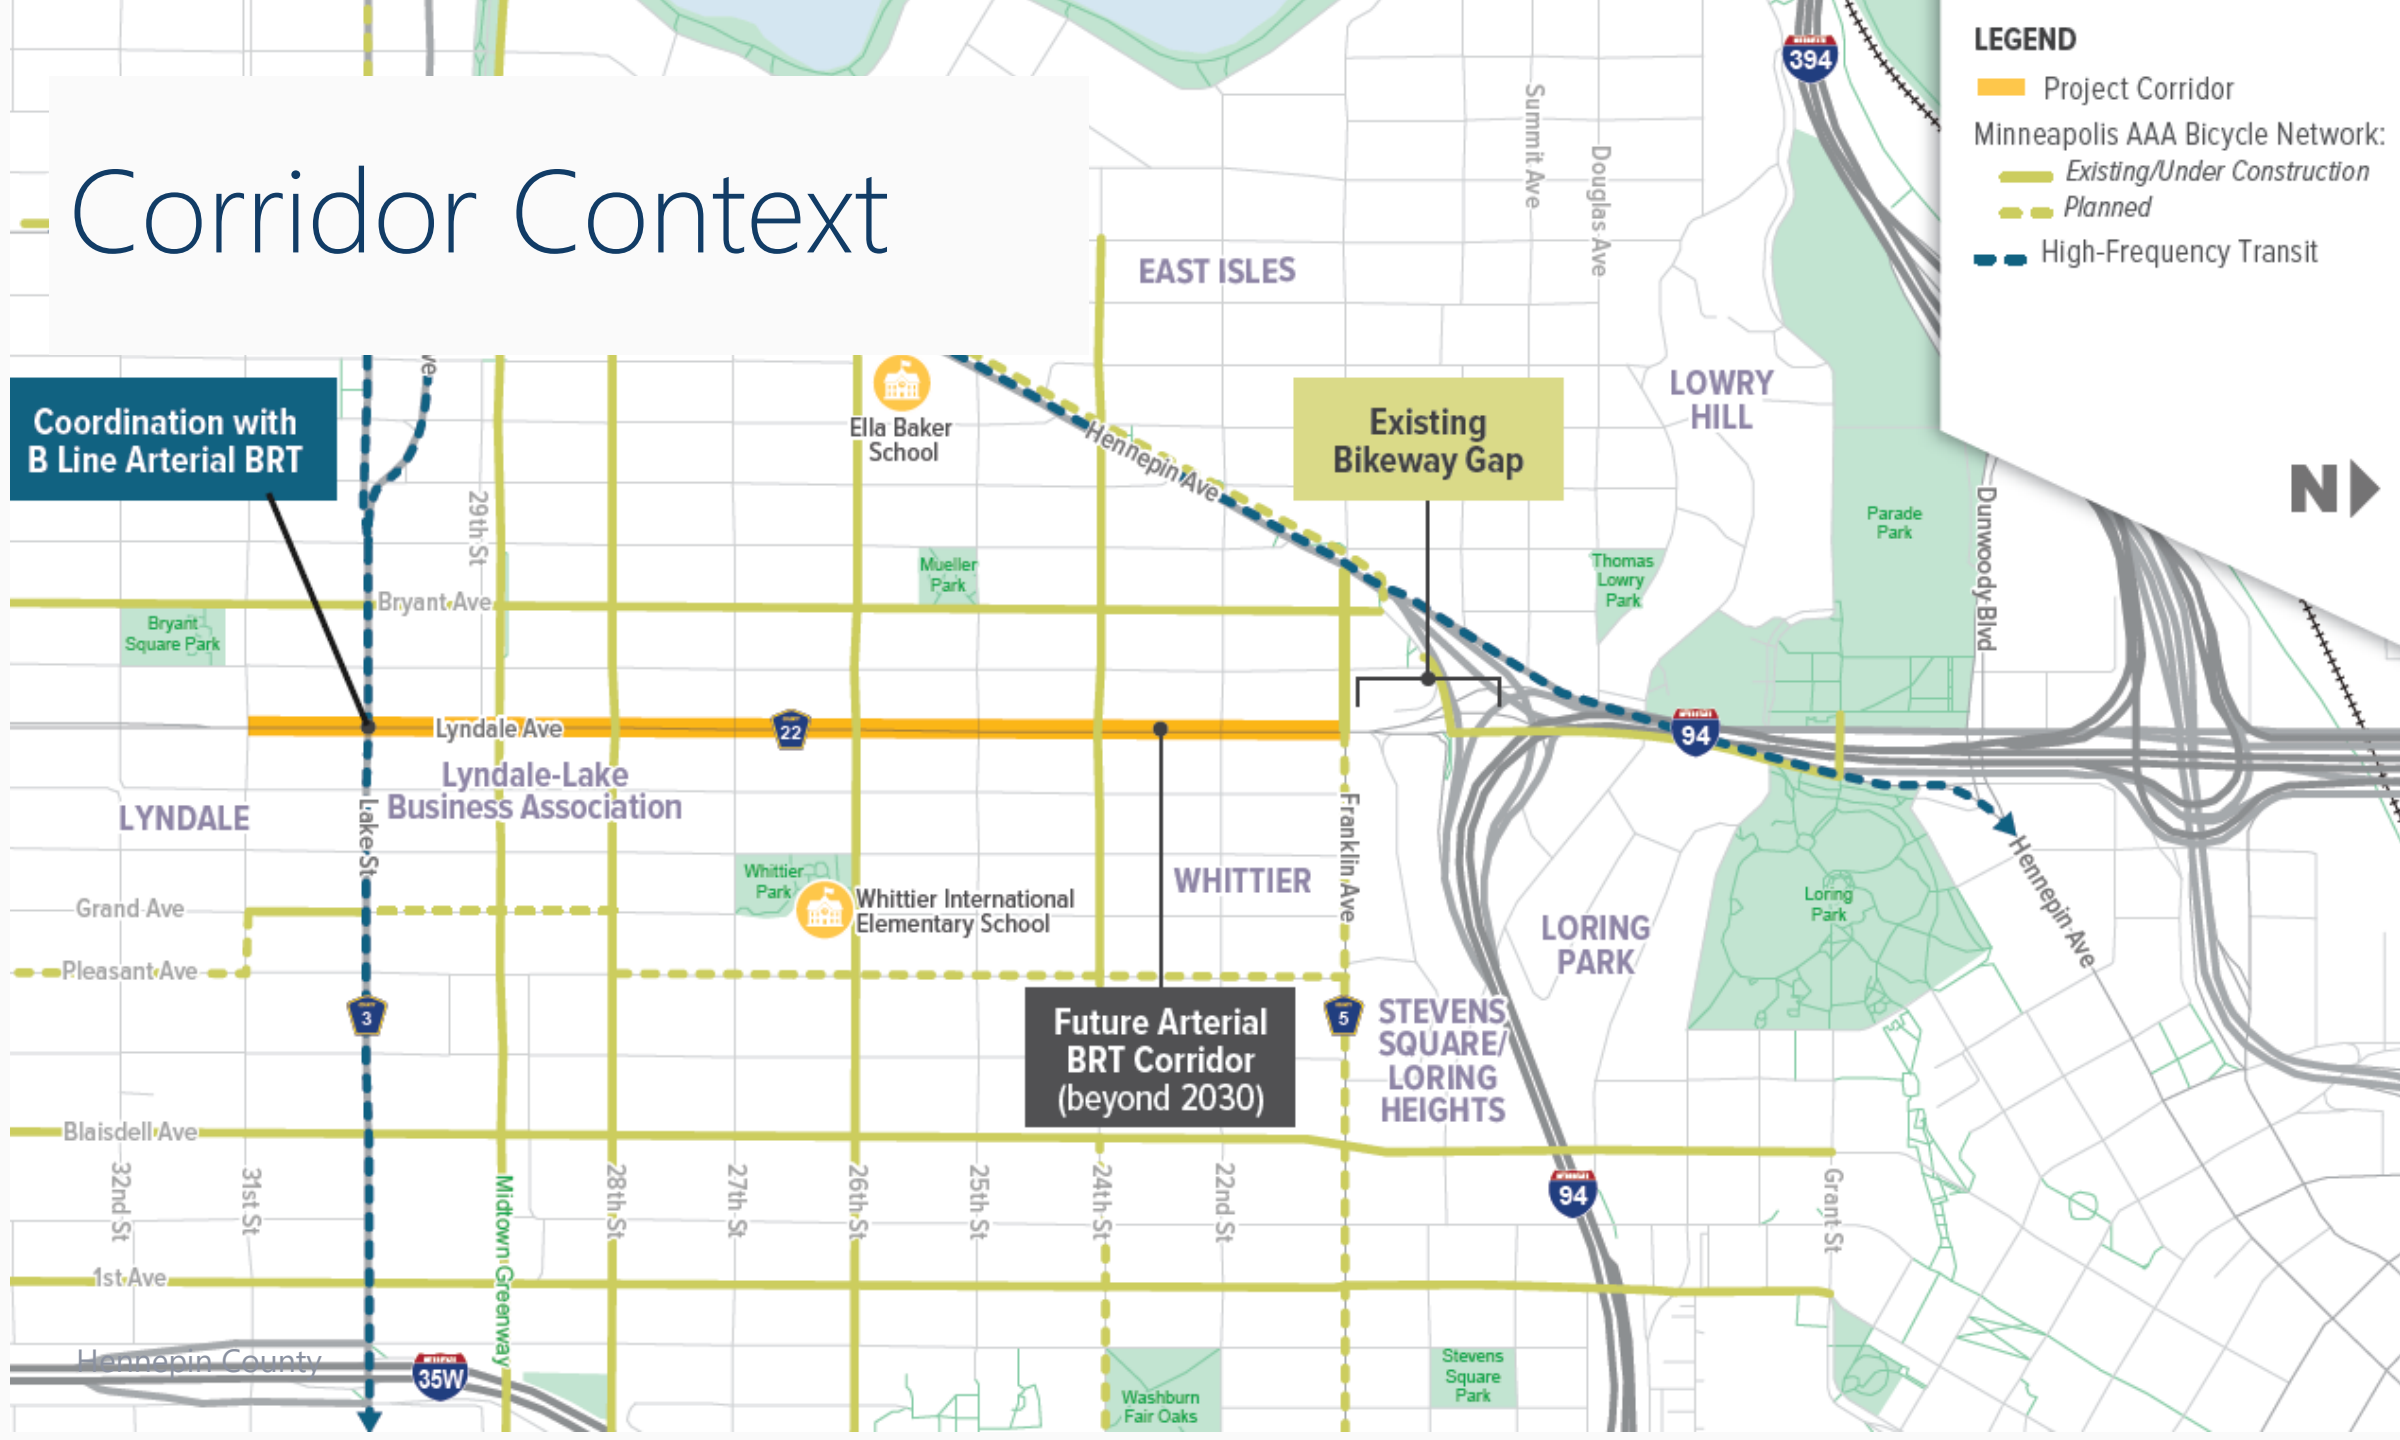 Corridor Context
LEGEND
Project Corridor
Minneapolis AAA Bicycle Network:
Existing/Under Construction
Planned
High-Frequency Transit
N
394
Summit Ave
Douglas Ave
EAST ISLES
LOWRY
HILL
Coordination with
B Line Arterial BRT
ve
Ella Baker
School
Existing
Bikeway Gap
Hennepin Ave
29th St
Mueller
Park
Thomas
Lowry
Park
Parade
Park
Dunwoody Blvd
Bryant Ave
Bryant
Square Park
Lyndale Ave
22
94
Lyndale-Lake
Business Association
LYNDALE
Lake St
Franklin Ave
Whittier
Park
Whittier International
Elementary School
WHITTIER
LORING
PARK
Loring
Park
Hennepin Ave
Grand Ave
Pleasant Ave
3
5
Future Arterial
BRT Corridor
(beyond 2030)
STEVENS
SQUARE/
LORING
HEIGHTS
Blaisdell Ave
32nd St
31st St
Midtown Greenway
28th St
27th St
26th St
25th St
24th St
22nd St
94
Grant St
1st Ave
Hennepin County
35W
Washburn
Fair Oaks
Stevens
Square
Park